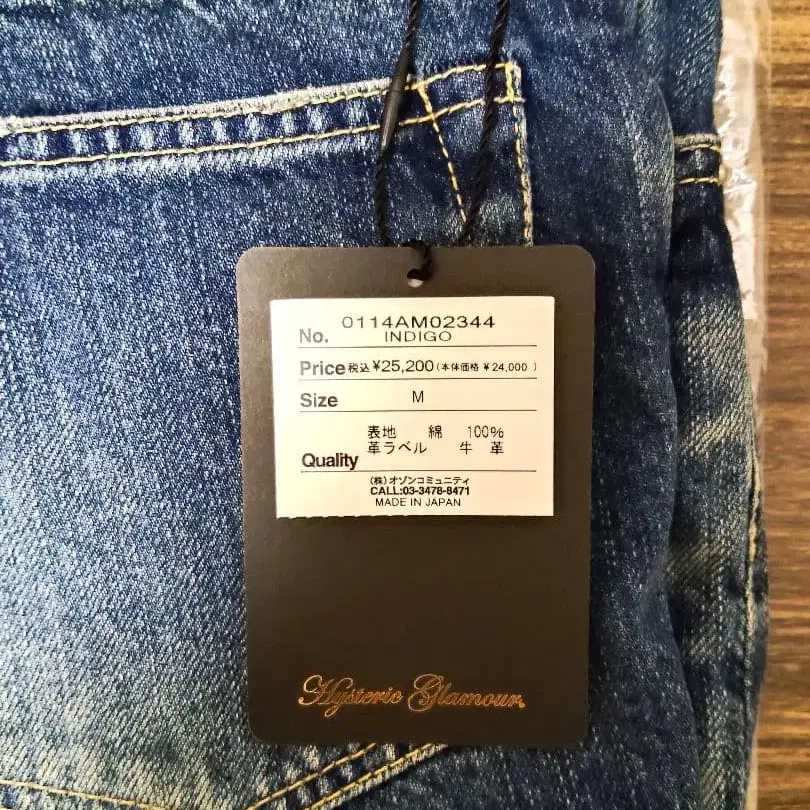 No. 0114AM02344
INDIGO
Price 税込 ¥25,200 (本体価格 ¥24,000 )
Size M
表地 綿 100%
Quality 革ラベル 牛 革
(株)オゾンコミュニティ
CALL:03-3478-8471
MADE IN JAPAN
Hysteric Glamour.